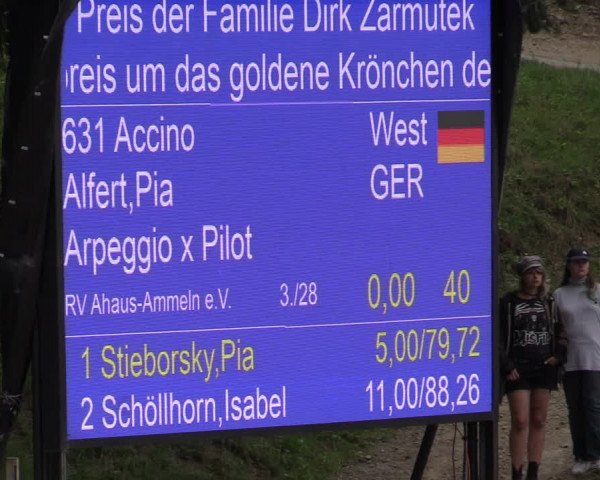 Preis der Familie Dirk Zarmutek
reis um das goldene Krönchen de
631 Accino West
Alfert,Pia GER
Arpeggio x Pilot
RV Ahaus-Ammeln e.V. 3./28 0,00 40
1 Stieborsky,Pia 5,00/79,72
2 Schöllhorn,Isabel 11,00/88,26
MISFITS